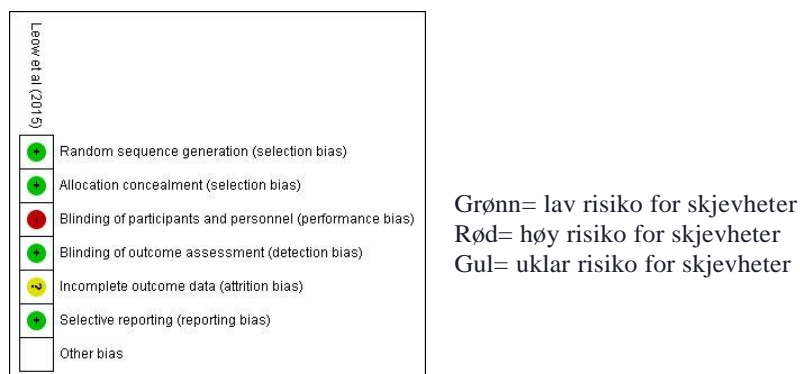 Leow et al (2015)
+ Random sequence generation (selection bias)
+ Allocation concealment (selection bias)
Blinding of participants and personnel (performance bias)
+ Blinding of outcome assessment (detection bias)
? Incomplete outcome data (attrition bias)
+ Selective reporting (reporting bias)
Other bias
Grønn= lav risiko for skjevheter
Rød= høy risiko for skjevheter
Gul= uklar risiko for skjevheter